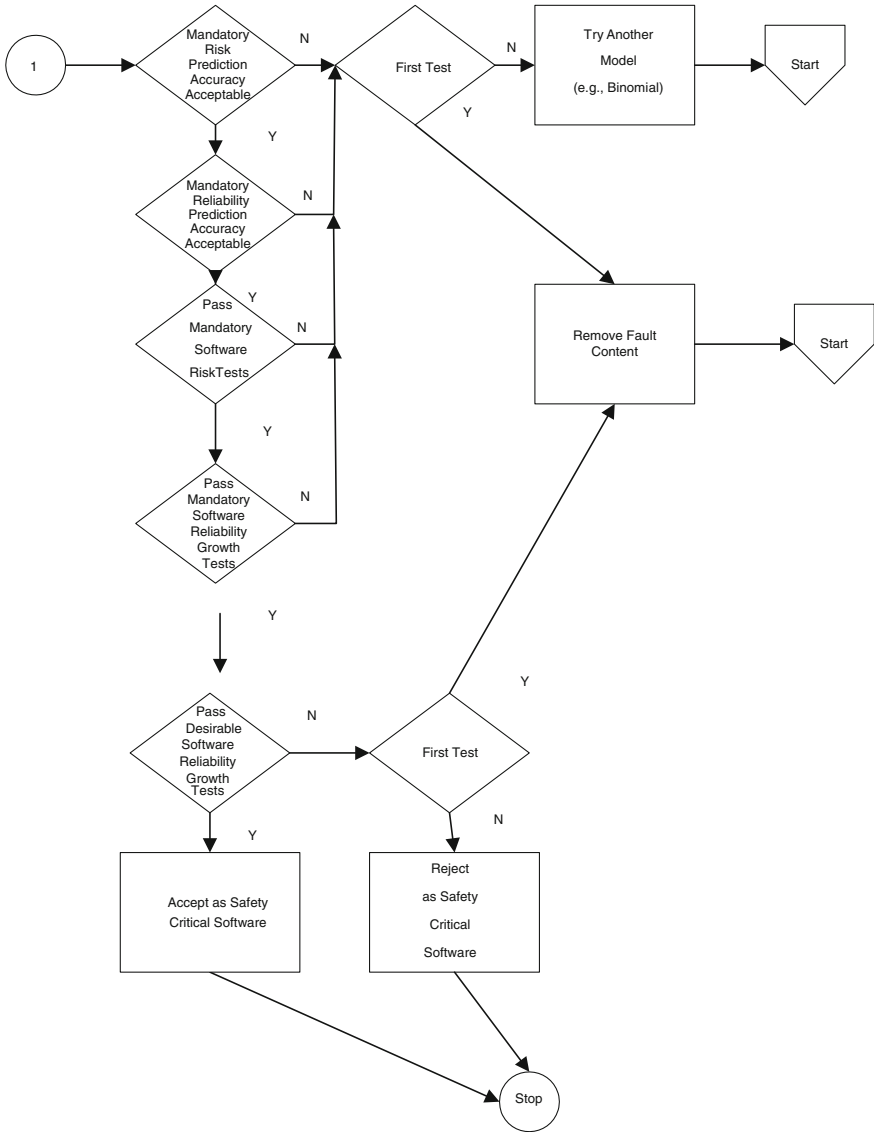 1
Mandatory
Risk
Prediction
Accuracy
Acceptable
N
First Test
N
Try Another
Model
(e.g., Binomial)
Start
Y
Y
Mandatory
Reliability
Prediction
Accuracy
Acceptable
N
Y
Pass
Mandatory
Software
RiskTests
N
Remove Fault
Content
Start
Y
Pass
Mandatory
Software
Reliability
Growth
Tests
N
Y
Y
Pass
Desirable
Software
Reliability
Growth
Tests
N
First Test
Y
N
Accept as Safety
Critical Software
Reject
as Safety
Critical
Software
Stop